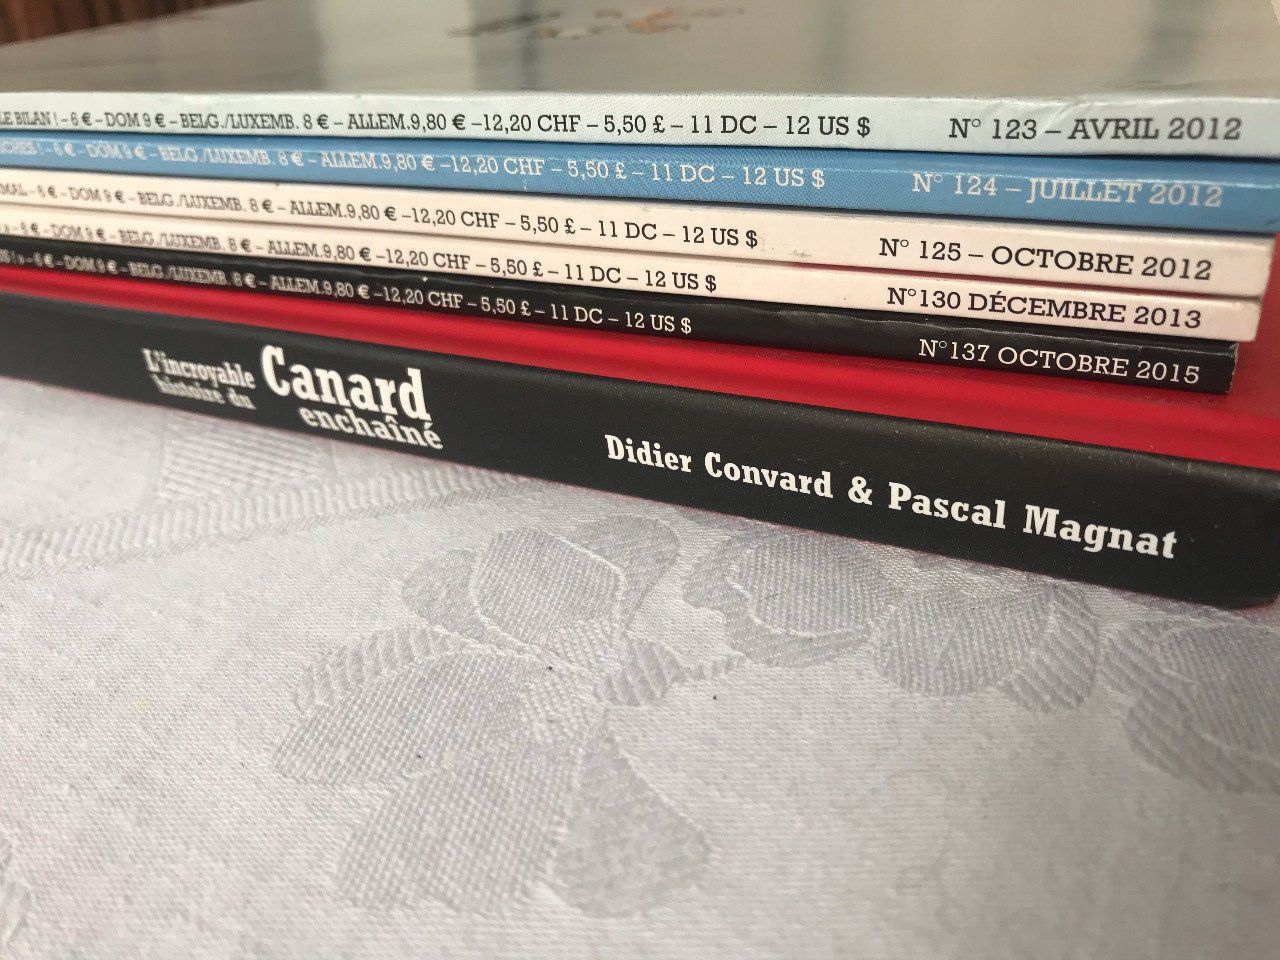 LE BILAN ! – 6 € – DOM 9 € – BELG./LUXEMB. 8 € – ALLEM.9,80 € –12,20 CHF – 5,50 £ – 11 DC – 12 US $ N° 123 – AVRIL 2012
– 6 € – DOM 9 € – BELG./LUXEMB. 8 € – ALLEM.9,80 € –12,20 CHF – 5,50 £ – 11 DC – 12 US $ N° 124 – JUILLET 2012
– 6 € – DOM 9 € – BELG./LUXEMB. 8 € – ALLEM.9,80 € –12,20 CHF – 5,50 £ – 11 DC – 12 US $ N° 125 – OCTOBRE 2012
– 6 € – DOM 9 € – BELG./LUXEMB. 8 € – ALLEM.9,80 € –12,20 CHF – 5,50 £ – 11 DC – 12 US $ N°130 DÉCEMBRE 2013
– 6 € – DOM 9 € – BELG./LUXEMB. 8 € – ALLEM.9,80 € –12,20 CHF – 5,50 £ – 11 DC – 12 US $ N°137 OCTOBRE 2015
L'incroyable
histoire du
Canard
enchaîné
Didier Convard & Pascal Magnat